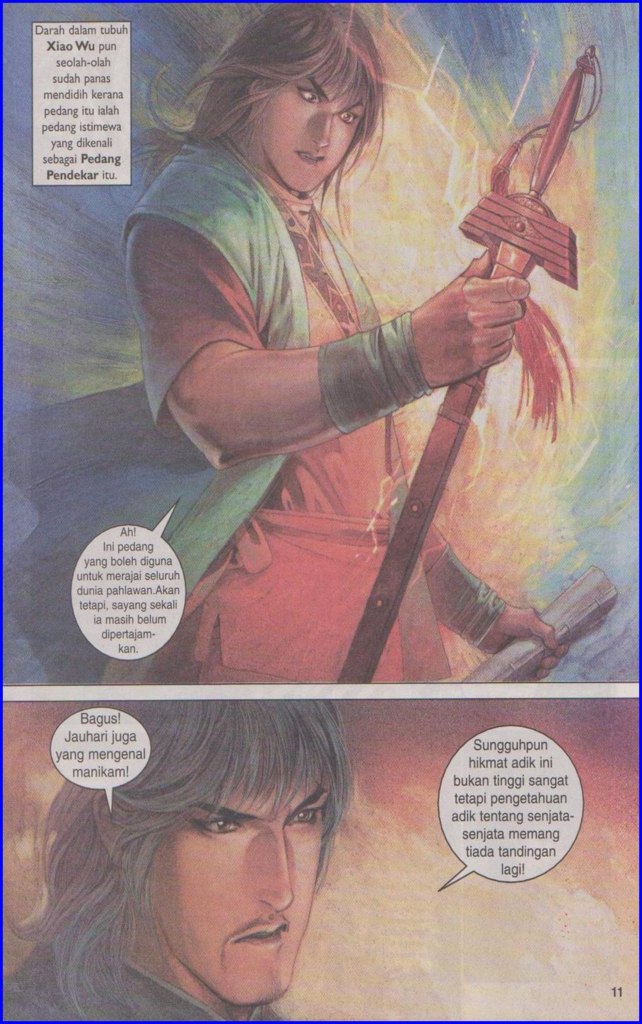 Darah dalam tubuh
Xiao Wu pun
seolah-olah
sudah panas
mendidih kerana
pedang itu ialah
pedang istimewa
yang dikenali
sebagai Pedang
Pendekar itu.
Ah!
Ini pedang
yang boleh diguna
untuk merajai seluruh
dunia pahlawan.Akan
tetapi, sayang sekali
ia masih belum
dipertajam-
kan.
Bagus!
Jauhari juga
yang mengenal
manikam!
Sungguhpun
hikmat adik ini
bukan tinggi sangat
tetapi pengetahuan
adik tentang senjata-
senjata memang
tiada tandingan
lagi!
11